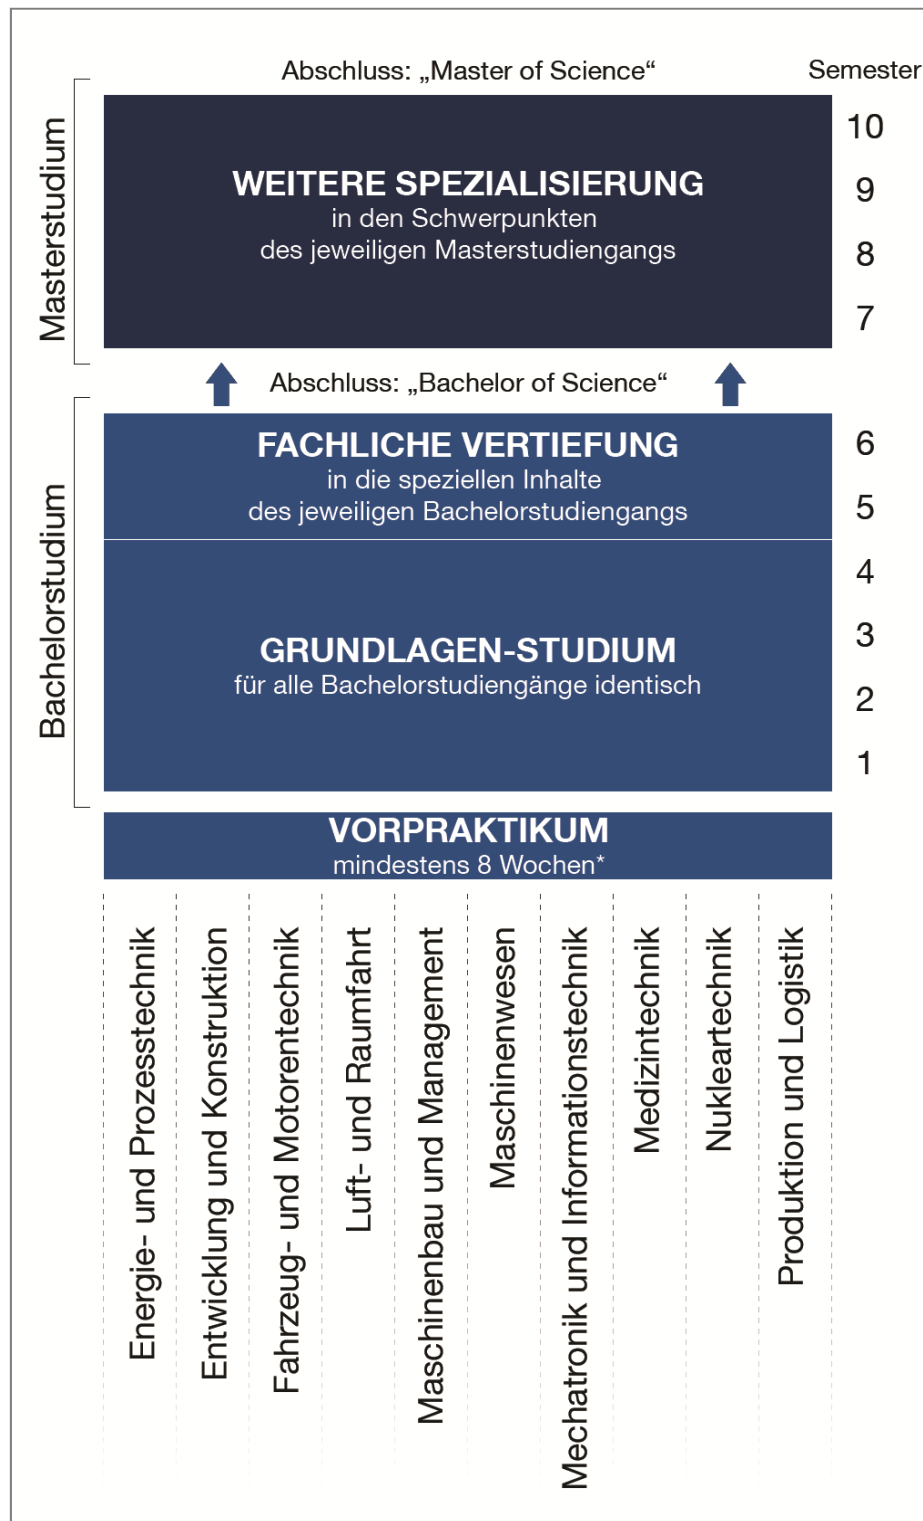 Abschluss: „Master of Science“
Semester
Masterstudium
WEITERE SPEZIALISIERUNG
in den Schwerpunkten
des jeweiligen Masterstudiengangs
10
9
8
7
Abschluss: „Bachelor of Science“
Bachelorstudium
FACHLICHE VERTIEFUNG
in die speziellen Inhalte
des jeweiligen Bachelorstudiengangs
6
5
GRUNDLAGEN-STUDIUM
für alle Bachelorstudiengänge identisch
4
3
2
1
VORPRAKTIKUM
mindestens 8 Wochen*
Energie- und Prozesstechnik
Entwicklung und Konstruktion
Fahrzeug- und Motorentechnik
Luft- und Raumfahrt
Maschinenbau und Management
Maschinenwesen
Mechatronik und Informationstechnik
Medizintechnik
Nukleartechnik
Produktion und Logistik